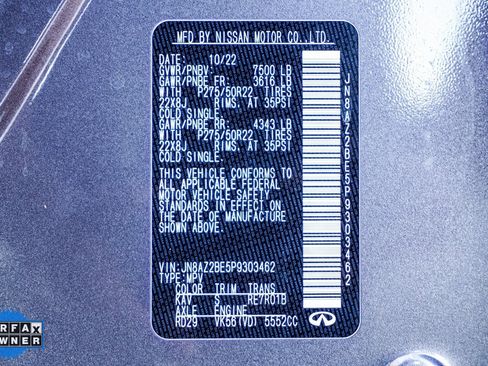 MFD BY NISSAN MOTOR CO.,LTD.
DATE: 10/22
GVWR/PNBV: 7500 LB
GAWR/PNBE FR: 3616 LB
WITH P275/50R22 TIRES
22X8J RIMS, AT 35PSI
COLD SINGLE.
GAWR/PNBE RR: 4343 LB
WITH P275/50R22 TIRES
22X8J RIMS, AT 35PSI
COLD SINGLE.
THIS VEHICLE CONFORMS TO
ALL APPLICABLE FEDERAL
MOTOR VEHICLE SAFETY
STANDARDS IN EFFECT ON
THE DATE OF MANUFACTURE
SHOWN ABOVE.
VIN:JN8AZ2BE5P9303462
TYPE:MPV
COLOR TRIM TRANS
KAV S RE7R01B
AXLE ENGINE
RD29 VK56(VD) 5552CC
JN8AZ2BE5P9303462
RFAX
WNER